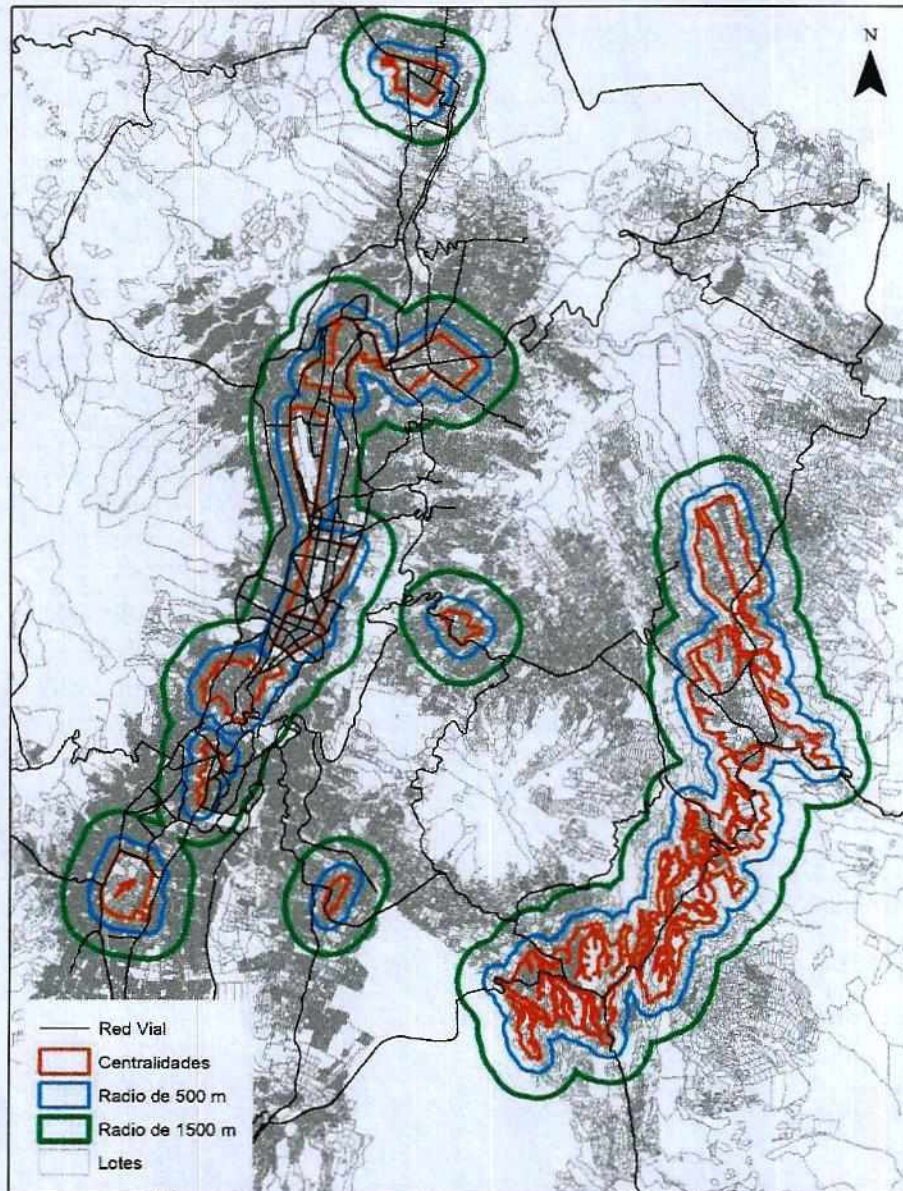 N
Red Vial
Centralidades
Radio de 500 m
Radio de 1500 m
Lotes